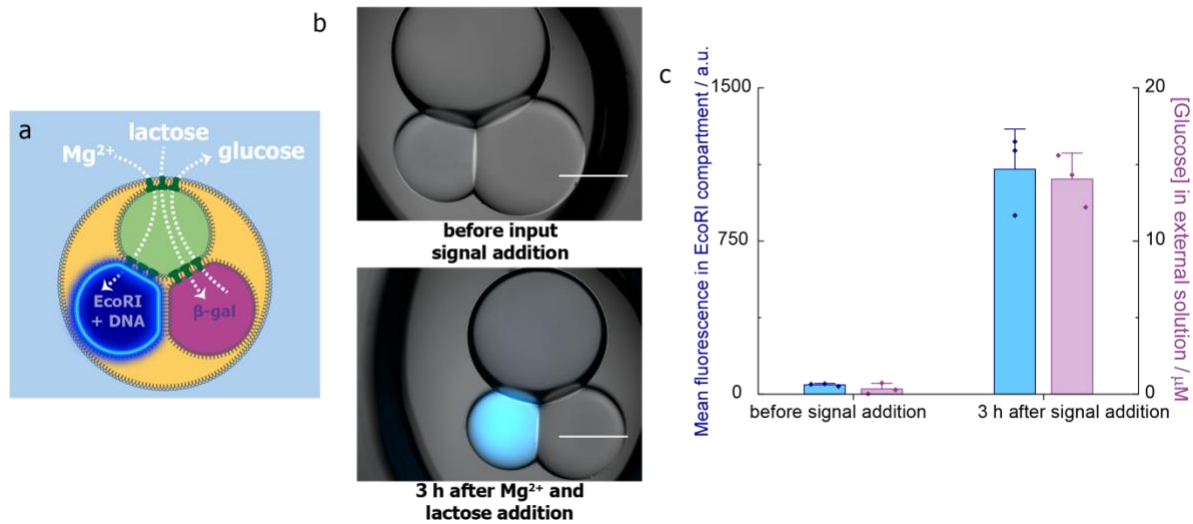 a
lactose
Mg²⁺
glucose
EcoRI
+ DNA
β-gal
b
before input
signal addition
3 h after Mg²⁺ and
lactose addition
c
Mean fluorescence in EcoRI compartment / a.u.
1500
750
0
20
10
0
[Glucose] in external solution / μM
before signal addition
3 h after signal addition